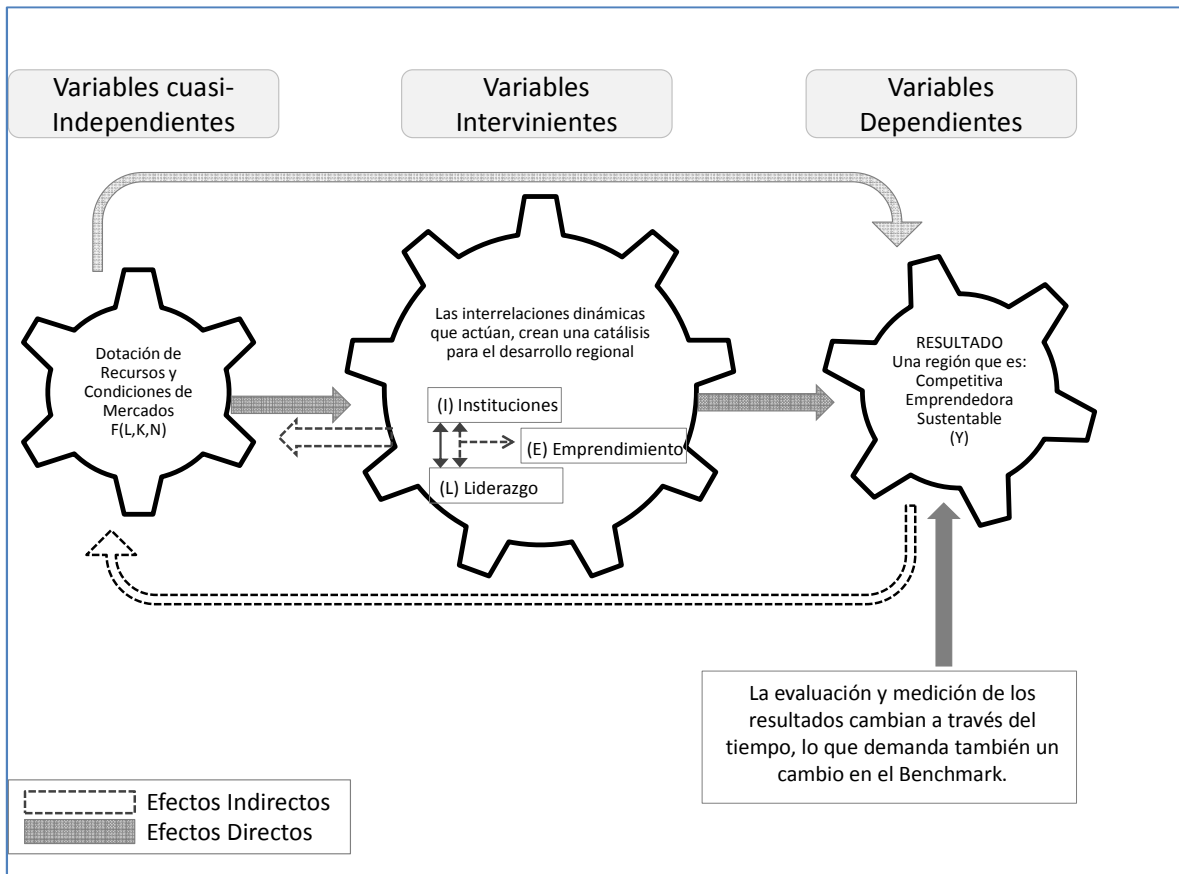 Variables cuasi-
Independientes
Variables
Intervinientes
Variables
Dependientes
Dotación de
Recursos y
Condiciones de
Mercados
F(L,K,N)
Las interrelaciones dinámicas
que actúan, crean una catálisis
para el desarrollo regional
(I) Instituciones
(E) Emprendimiento
(L) Liderazgo
RESULTADO
Una región que es:
Competitiva
Emprendedora
Sustentable
(Y)
La evaluación y medición de los
resultados cambian a través del
tiempo, lo que demanda también un
cambio en el Benchmark.
Efectos Indirectos
Efectos Directos